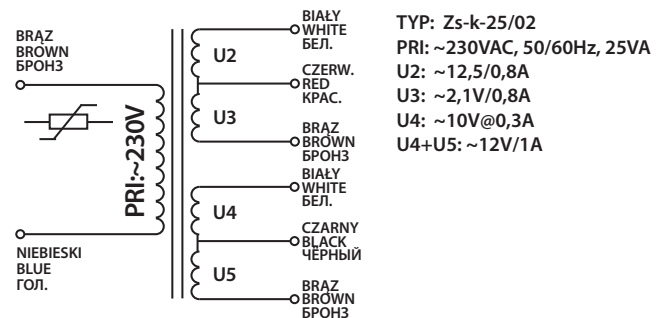 BRĄZ
BROWN
БРОНЗ
PRI:~230V
NIEBIESKI
BLUE
ГОЛ.
BIAŁY
WHITE
БЕЛ.
U2
CZERW.
RED
КРАС.
U3
BRĄZ
BROWN
БРОНЗ
BIAŁY
WHITE
БЕЛ.
U4
CZARNY
BLACK
ЧЁРНЫЙ
U5
BRĄZ
BROWN
БРОНЗ
TYP: Zs-k-25/02
PRI: ~230VAC, 50/60Hz, 25VA
U2: ~12,5/0,8A
U3: ~2,1V/0,8A
U4: ~10V@0,3A
U4+U5: ~12V/1A